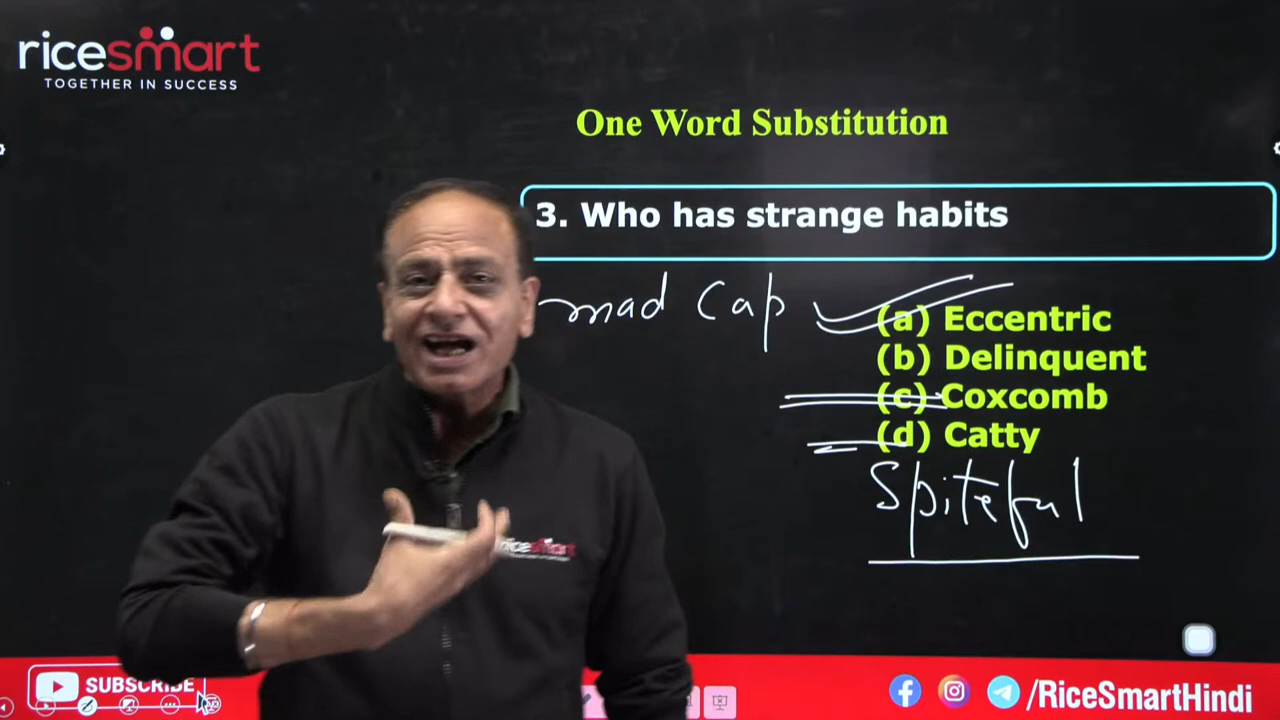 ricesmart
TOGETHER IN SUCCESS
One Word Substitution
3. Who has strange habits
mad cap
(a) Eccentric
(b) Delinquent
(c) Coxcomb
(d) Catty
Spiteful
ricesmart
SUBSCRIBE
/RiceSmartHindi